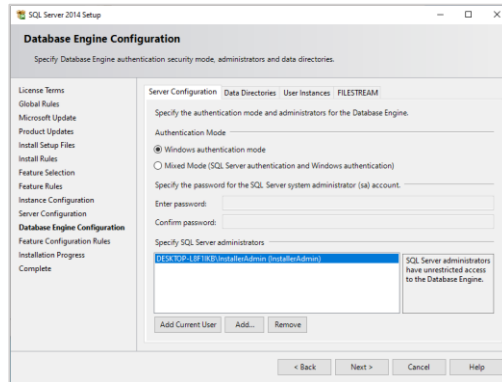 SQL Server 2014 Setup
Database Engine Configuration
Specify Database Engine authentication security mode, administrators and data directories.
License Terms
Global Rules
Microsoft Update
Product Updates
Install Setup Files
Install Rules
Feature Selection
Feature Rules
Instance Configuration
Server Configuration
Database Engine Configuration
Feature Configuration Rules
Installation Progress
Complete
Server Configuration Data Directories User Instances FILESTREAM
Specify the authentication mode and administrators for the Database Engine.
Authentication Mode
Windows authentication mode
Mixed Mode (SQL Server authentication and Windows authentication)
Specify the password for the SQL Server system administrator (sa) account.
Enter password:
Confirm password:
Specify SQL Server administrators
(InstallerAdmin)
SQL Server administrators
have unrestricted access
to the Database Engine.
Add Current User Add... Remove
< Back Next > Cancel Help